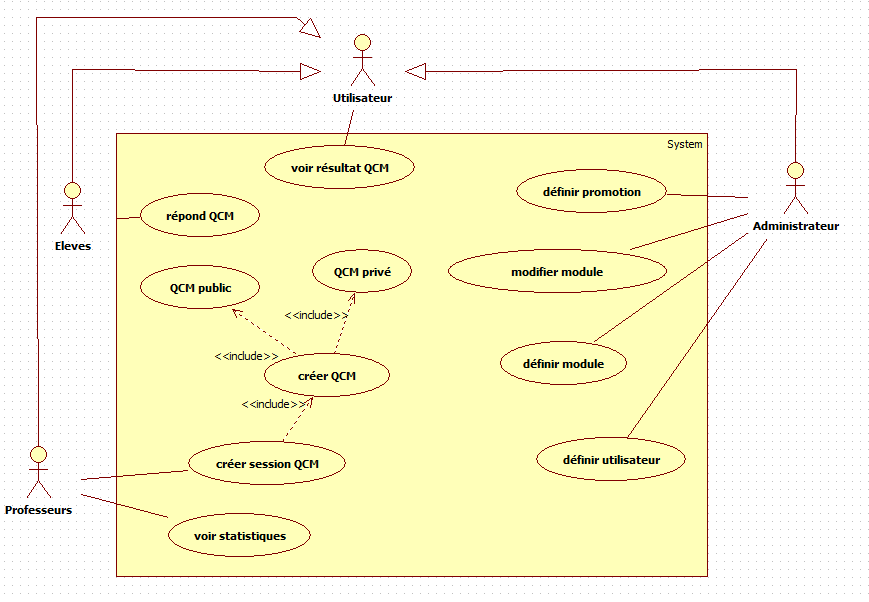 Utilisateur
System
voir résultat QCM
définir promotion
répond QCM
Administrateur
Eleves
QCM privé
modifier module
QCM public
<<include>>
<<include>>
définir module
créer QCM
<<include>>
définir utilisateur
créer session QCM
Professeurs
voir statistiques